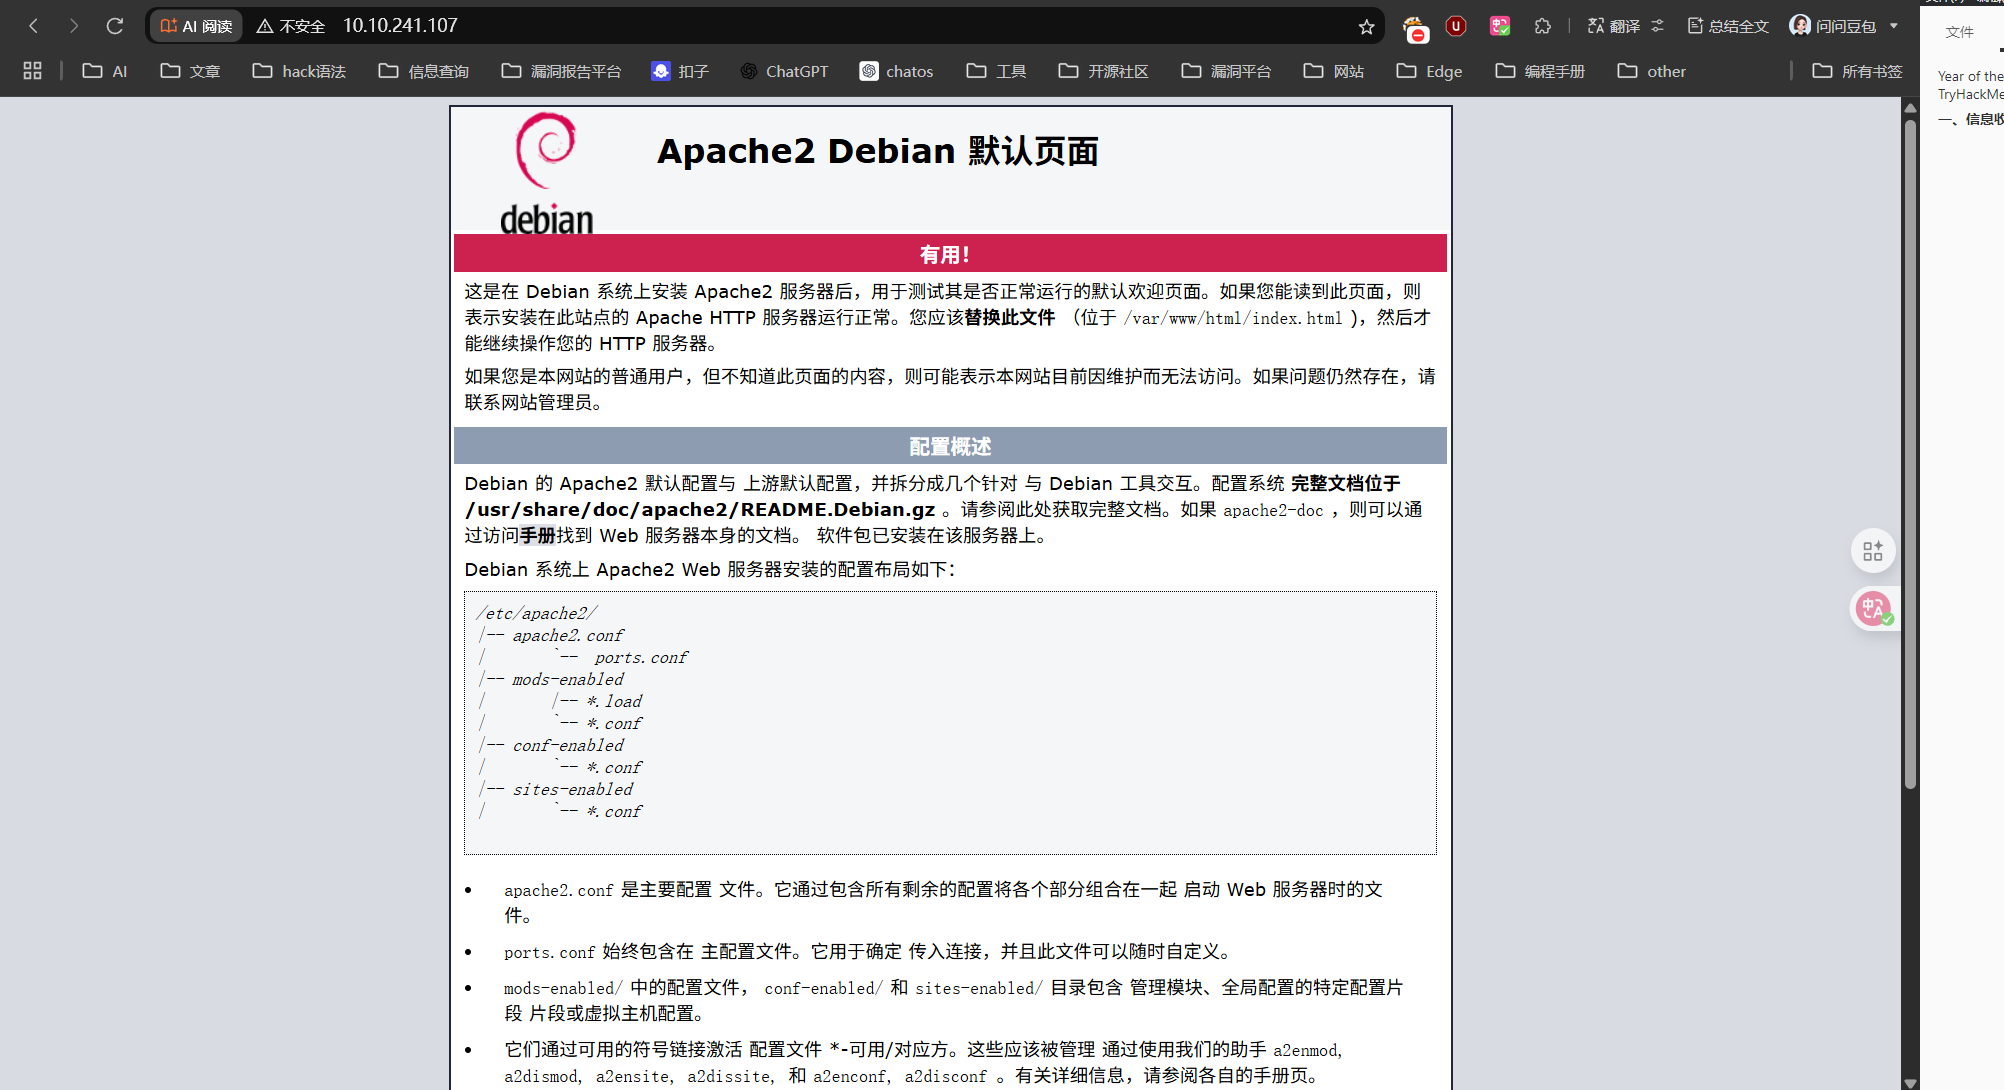 AI 阅读 不安全 10.10.241.107 翻译 总结全文 问问豆包
AI 文章 hack语法 信息查询 漏洞报告平台 扣子 ChatGPT chatos 工具 开源社区 漏洞平台 网站 Edge 编程手册 other 所有书签
文件
Year of the
TryHackMe
一、信息收
debian
Apache2 Debian 默认页面
有用！
这是在 Debian 系统上安装 Apache2 服务器后，用于测试其是否正常运行的默认欢迎页面。如果您能读到此页面，则
表示安装在此站点的 Apache HTTP 服务器运行正常。您应该替换此文件 （位于 /var/www/html/index.html )，然后才
能继续操作您的 HTTP 服务器。
如果您是本网站的普通用户，但不知道此页面的内容，则可能表示本网站目前因维护而无法访问。如果问题仍然存在，请
联系网站管理员。
配置概述
Debian 的 Apache2 默认配置与 上游默认配置，并拆分成几个针对 与 Debian 工具交互。配置系统 完整文档位于
/usr/share/doc/apache2/README.Debian.gz 。请参阅此处获取完整文档。如果 apache2-doc ，则可以通
过访问手册找到 Web 服务器本身的文档。 软件包已安装在该服务器上。
Debian 系统上 Apache2 Web 服务器安装的配置布局如下：
/etc/apache2/
|-- apache2.conf
|       `--  ports.conf
|-- mods-enabled
|       |-- *.load
|       `-- *.conf
|-- conf-enabled
|       `-- *.conf
|-- sites-enabled
|       `-- *.conf
• apache2.conf 是主要配置 文件。它通过包含所有剩余的配置将各个部分组合在一起 启动 Web 服务器时的文
件。
• ports.conf 始终包含在 主配置文件。它用于确定 传入连接，并且此文件可以随时自定义。
• mods-enabled/ 中的配置文件， conf-enabled/ 和 sites-enabled/ 目录包含 管理模块、全局配置的特定配置片
段 片段或虚拟主机配置。
• 它们通过可用的符号链接激活 配置文件 *-可用/对应方。这些应该被管理 通过使用我们的助手 a2enmod,
a2dismod, a2ensite, a2dissite, 和 a2enconf, a2disconf 。有关详细信息，请参阅各自的手册页。